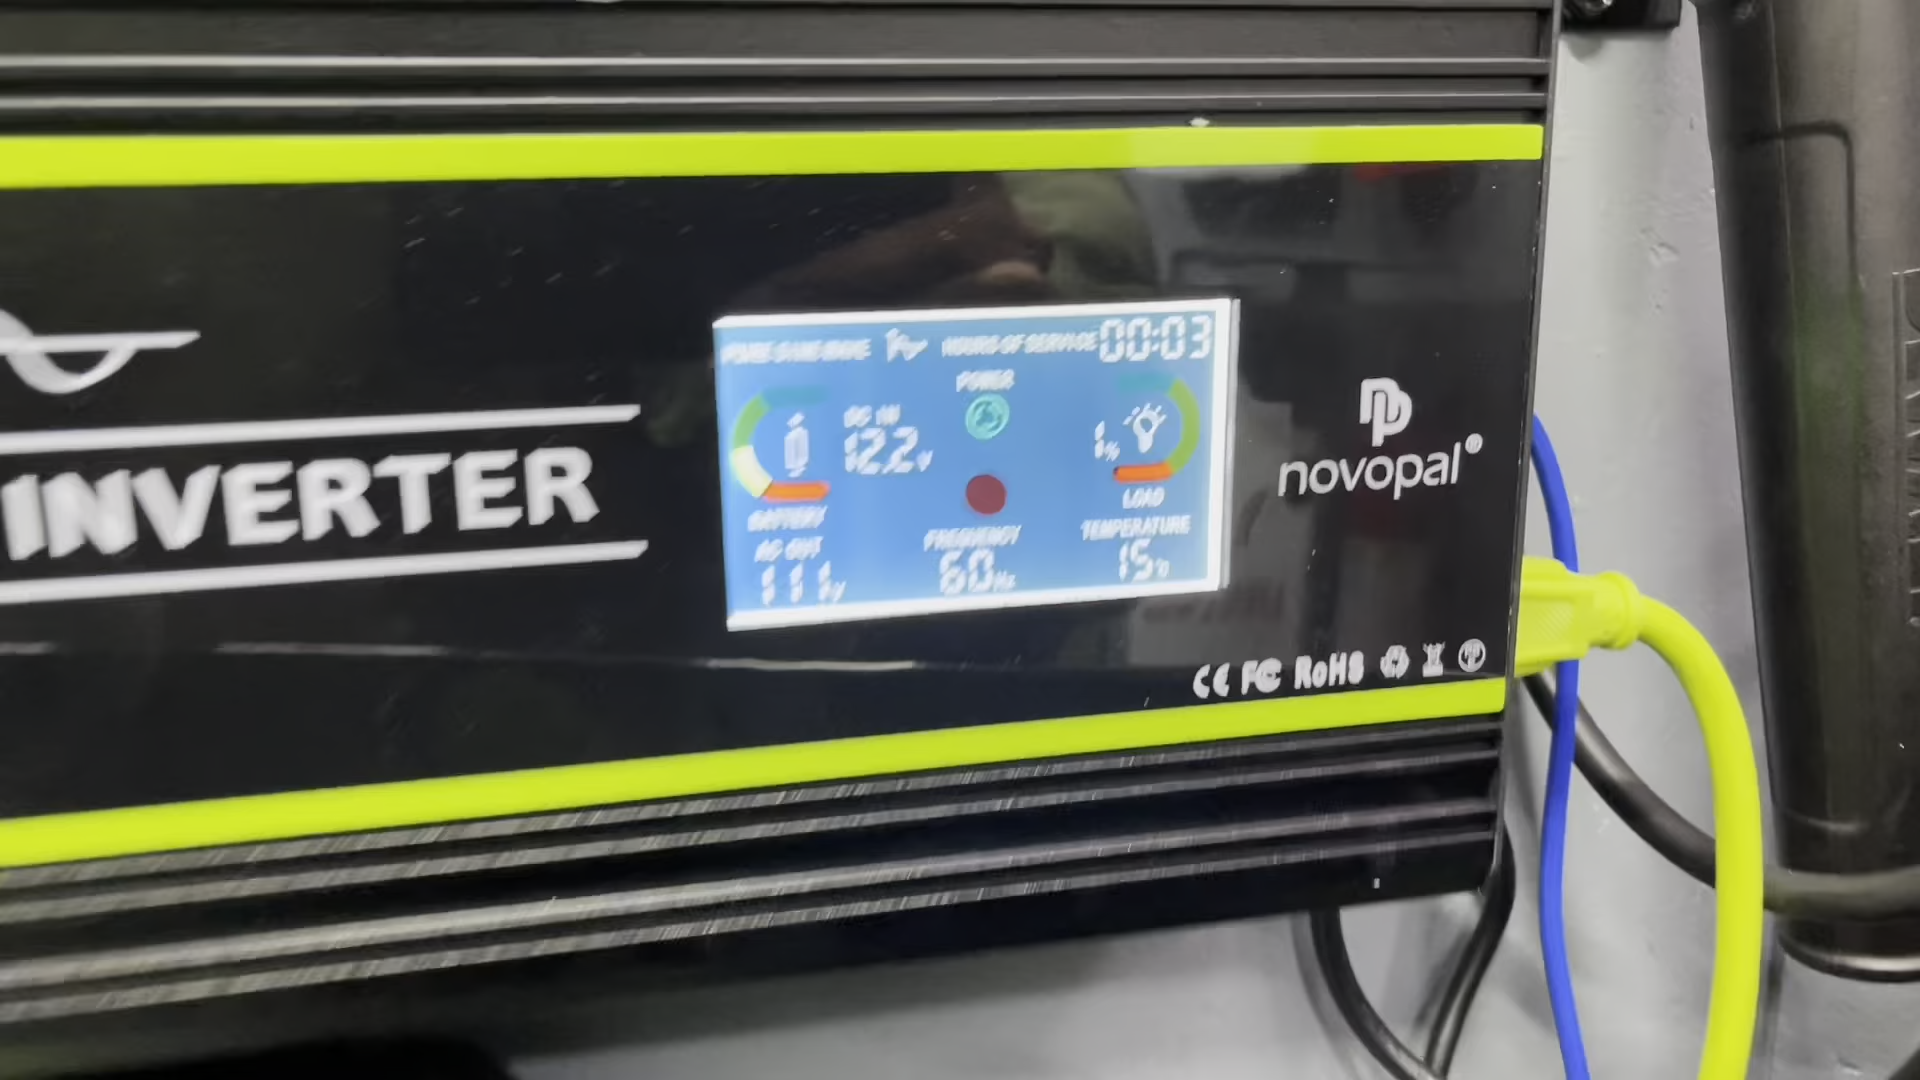 HOURS OF SERVICE 00:03
POWER
DC IN
12.2V
1%
INVERTER
BATTERY
LOAD
AC OUT
FREQUENCY
TEMPERATURE
111V
60Hz
15
novopal®
CE FC RoHS